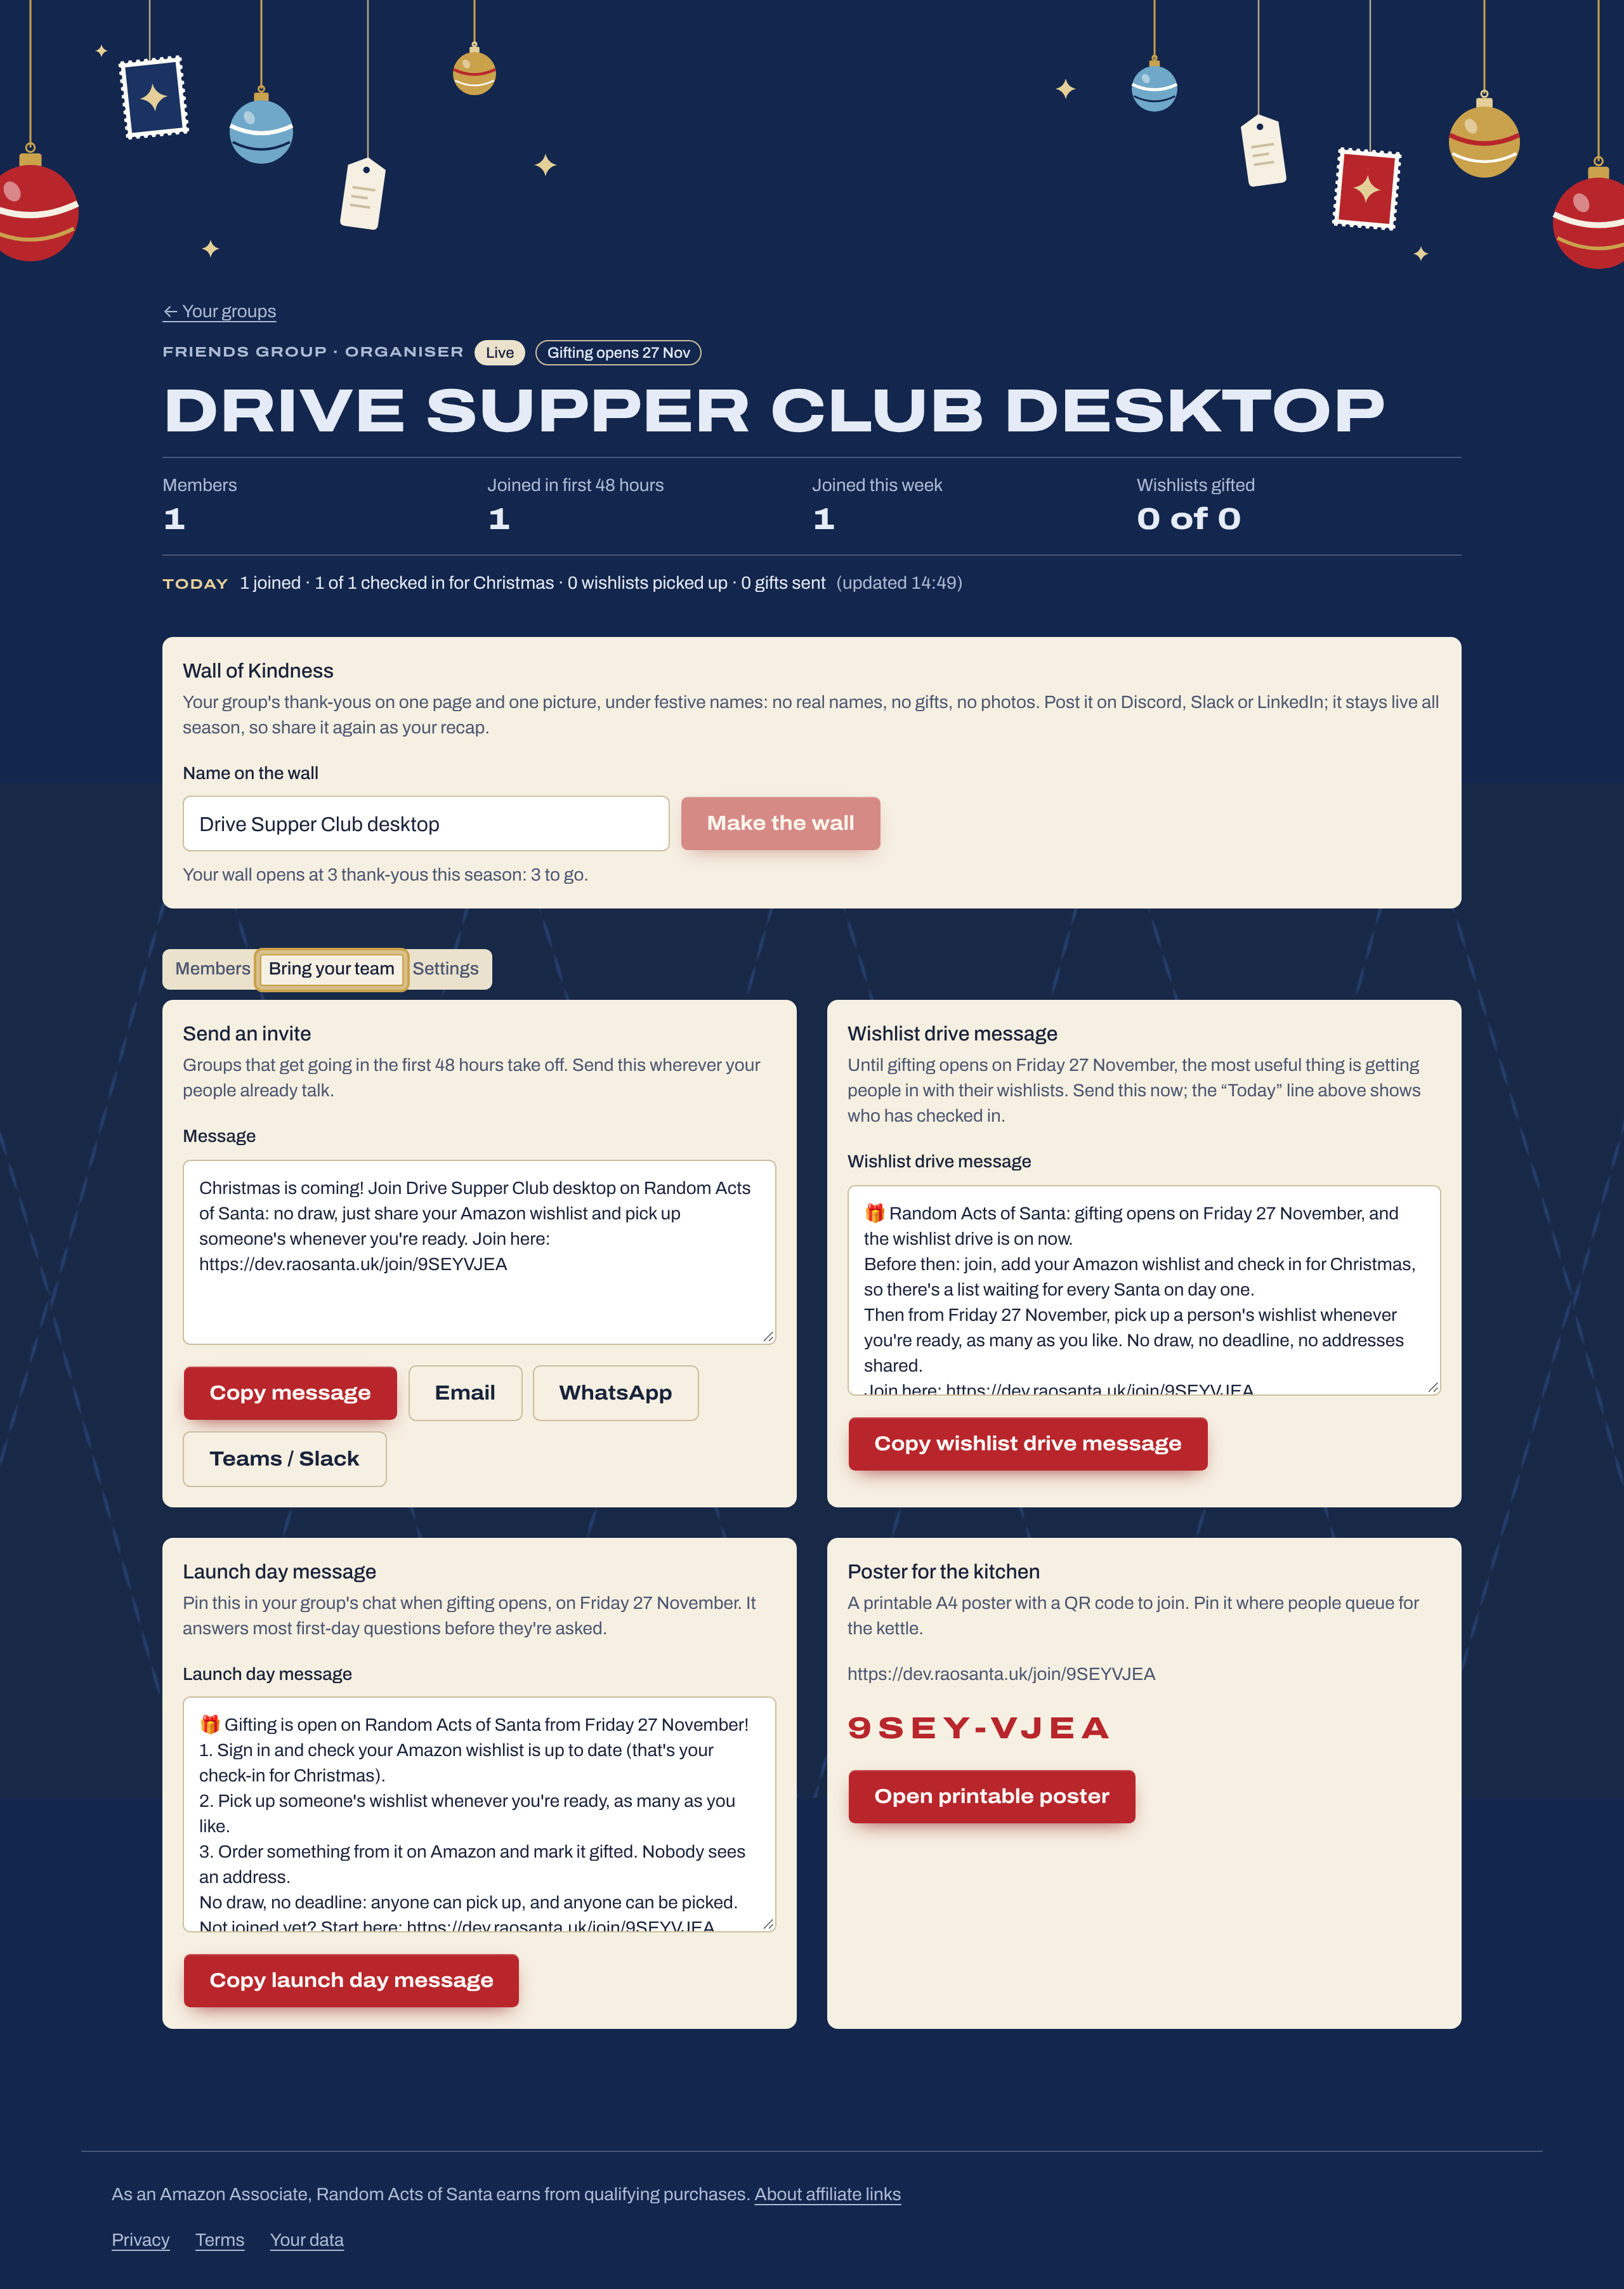 ← Your groups
FRIENDS GROUP · ORGANISER Live Gifting opens 27 Nov
DRIVE SUPPER CLUB DESKTOP
Members
1
Joined in first 48 hours
1
Joined this week
1
Wishlists gifted
0 of 0
TODAY 1 joined · 1 of 1 checked in for Christmas · 0 wishlists picked up · 0 gifts sent (updated 14:49)
Wall of Kindness
Your group's thank-yous on one page and one picture, under festive names: no real names, no gifts, no photos. Post it on Discord, Slack or LinkedIn; it stays live all
season, so share it again as your recap.
Name on the wall
Drive Supper Club desktop
Make the wall
Your wall opens at 3 thank-yous this season: 3 to go.
Members Bring your team Settings
Send an invite
Groups that get going in the first 48 hours take off. Send this wherever your
people already talk.
Message
Christmas is coming! Join Drive Supper Club desktop on Random Acts
of Santa: no draw, just share your Amazon wishlist and pick up
someone's whenever you're ready. Join here:
https://dev.raosanta.uk/join/9SEYVJEA
Copy message
Email
WhatsApp
Teams / Slack
Wishlist drive message
Until gifting opens on Friday 27 November, the most useful thing is getting
people in with their wishlists. Send this now; the “Today” line above shows
who has checked in.
Wishlist drive message
🎁 Random Acts of Santa: gifting opens on Friday 27 November, and
the wishlist drive is on now.
Before then: join, add your Amazon wishlist and check in for Christmas,
so there's a list waiting for every Santa on day one.
Then from Friday 27 November, pick up a person's wishlist whenever
you're ready, as many as you like. No draw, no deadline, no addresses
shared.
Join here: https://dev.raosanta.uk/join/9SEYVJEA
Copy wishlist drive message
Launch day message
Pin this in your group's chat when gifting opens, on Friday 27 November. It
answers most first-day questions before they're asked.
Launch day message
🎁 Gifting is open on Random Acts of Santa from Friday 27 November!
1. Sign in and check your Amazon wishlist is up to date (that's your
check-in for Christmas).
2. Pick up someone's wishlist whenever you're ready, as many as you
like.
3. Order something from it on Amazon and mark it gifted. Nobody sees
an address.
No draw, no deadline: anyone can pick up, and anyone can be picked.
Not joined yet? Start here: https://dev.raosanta.uk/join/9SEYVJEA
Copy launch day message
Poster for the kitchen
A printable A4 poster with a QR code to join. Pin it where people queue for
the kettle.
https://dev.raosanta.uk/join/9SEYVJEA
9SEY-VJEA
Open printable poster
As an Amazon Associate, Random Acts of Santa earns from qualifying purchases. About affiliate links
Privacy Terms Your data